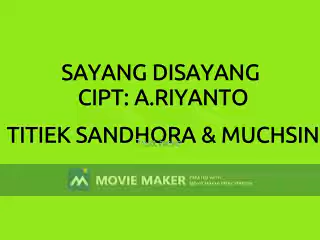 SAYANG DISAYANG
CIPT: A.RIYANTO
TITIEK SANDHORA & MUCHSIN
MOVIE MAKER